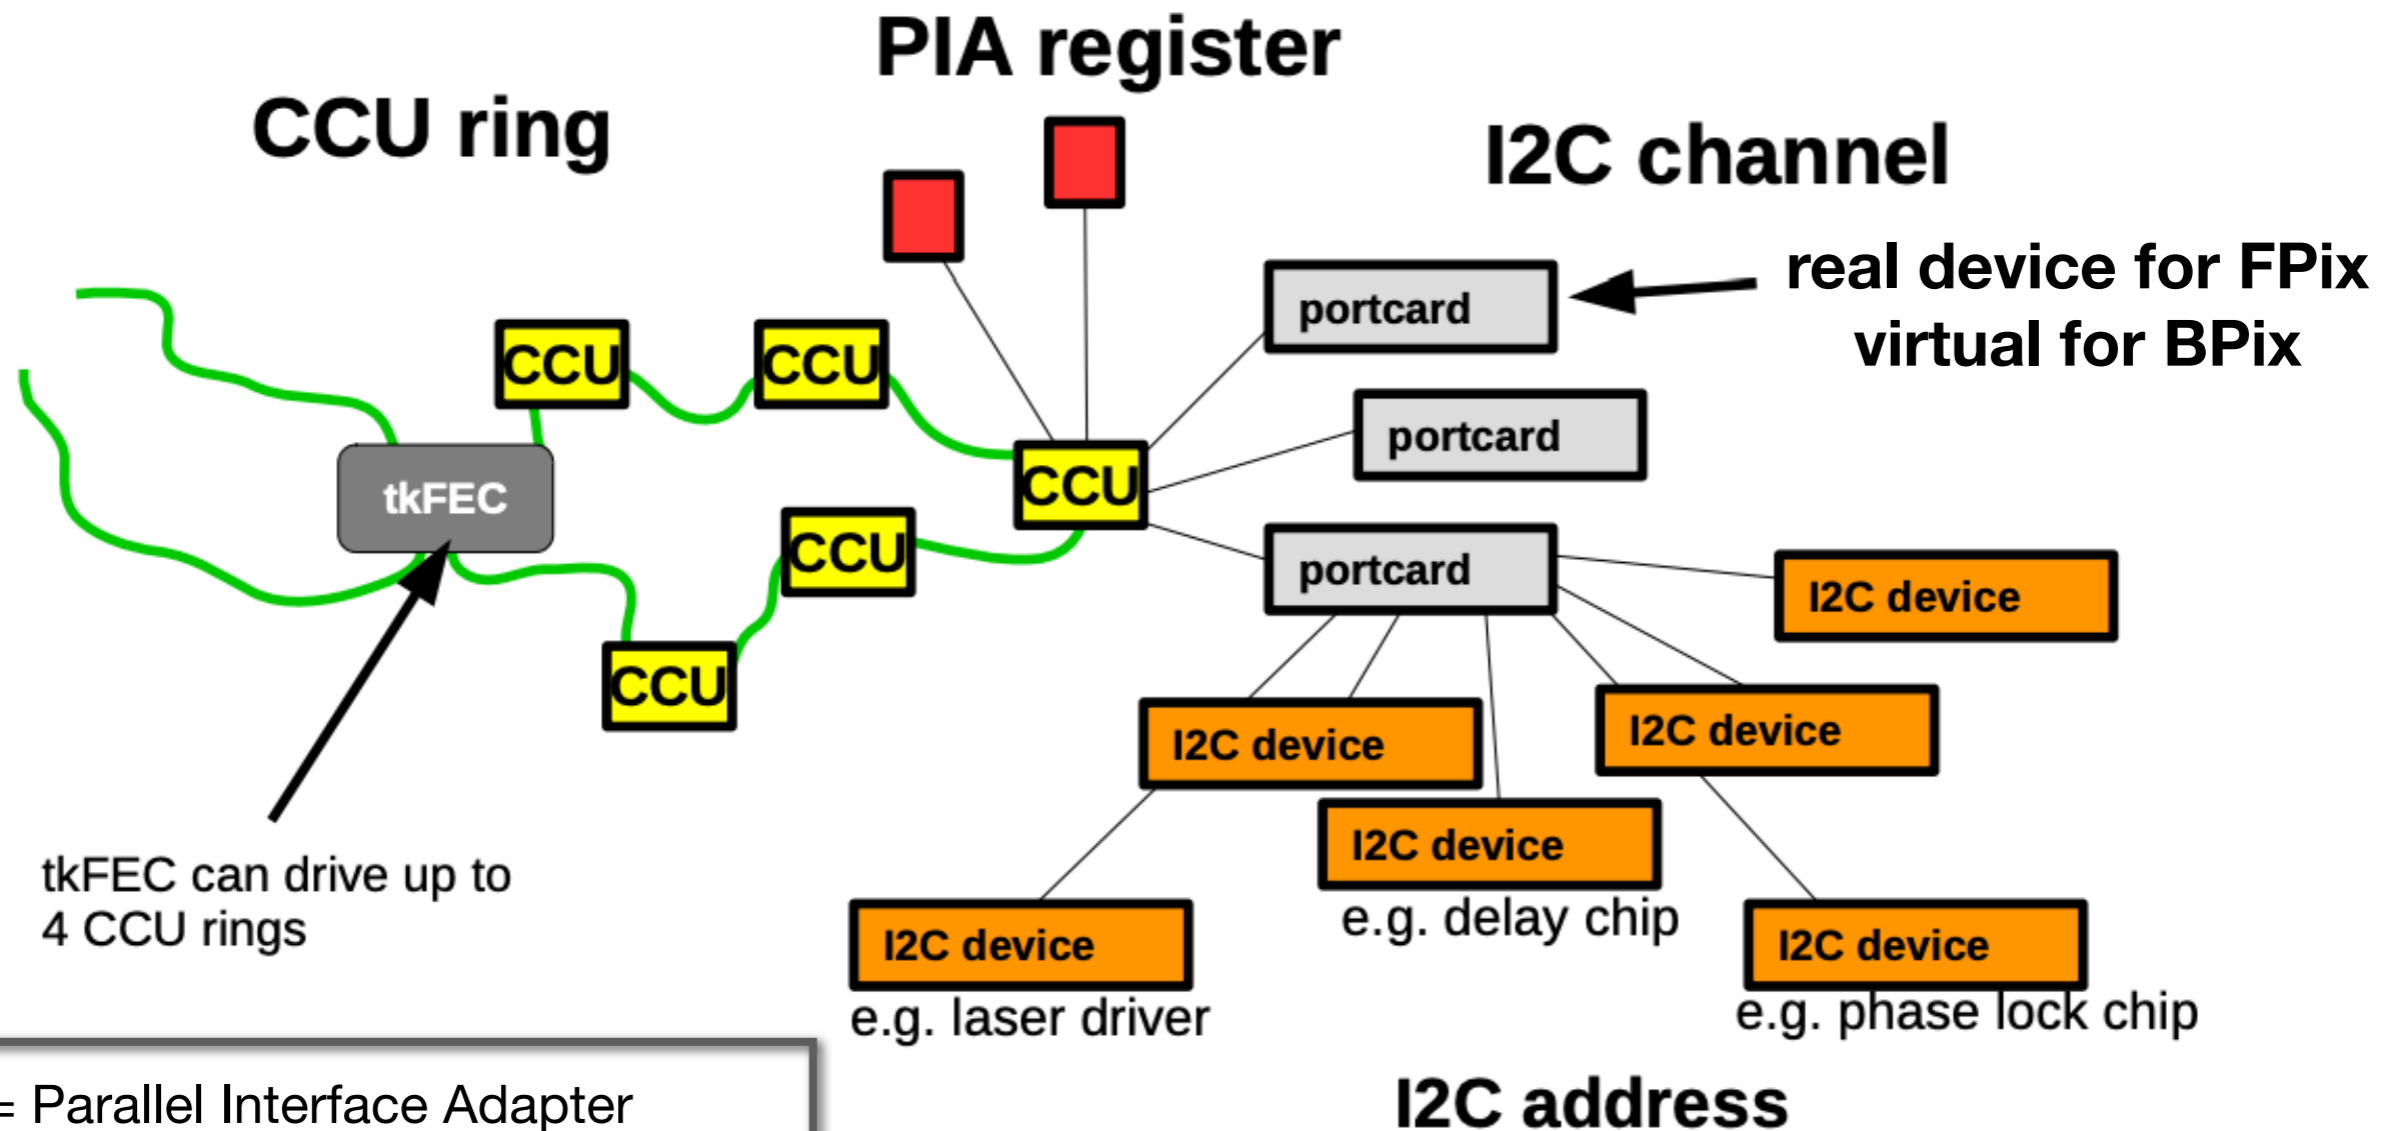 PIA register
CCU ring
I2C channel
real device for FPix
virtual for BPix
portcard
CCU
CCU
portcard
CCU
tkFEC
CCU
portcard
I2C device
CCU
I2C device
I2C device
I2C device
e.g. delay chip
tkFEC can drive up to
4 CCU rings
I2C device
e.g. laser driver
I2C device
e.g. phase lock chip
= Parallel Interface Adapter
I2C address